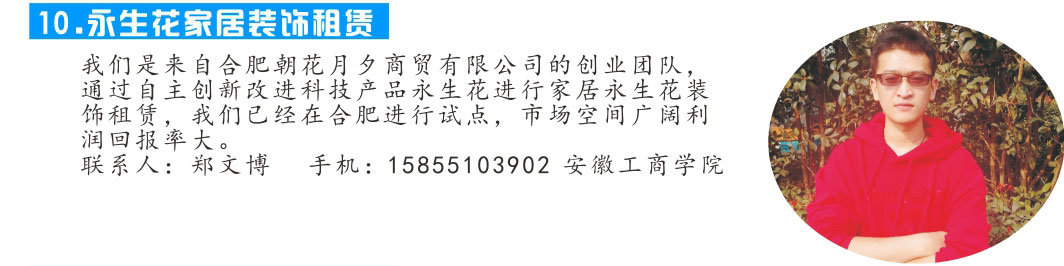 10.永生花家居装饰租赁
我们是来自合肥朝花月夕商贸有限公司的创业团队，
通过自主创新改进科技产品永生花进行家居永生花装
饰租赁，我们已经在合肥进行试点，市场空间广阔利
润回报率大。
联系人：郑文博 手机：15855103902 安徽工商学院